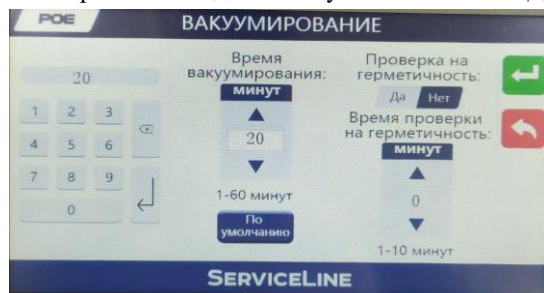 POE
ВАКУУМИРОВАНИЕ
20
1 2 3
4 5 6
7 8 9
0
Время
вакуумирования:
минут
20
1-60 минут
По
умолчанию
Проверка на
герметичность:
Да Нет
Время проверки
на герметичность:
минут
0
1-10 минут
SERVICELINE